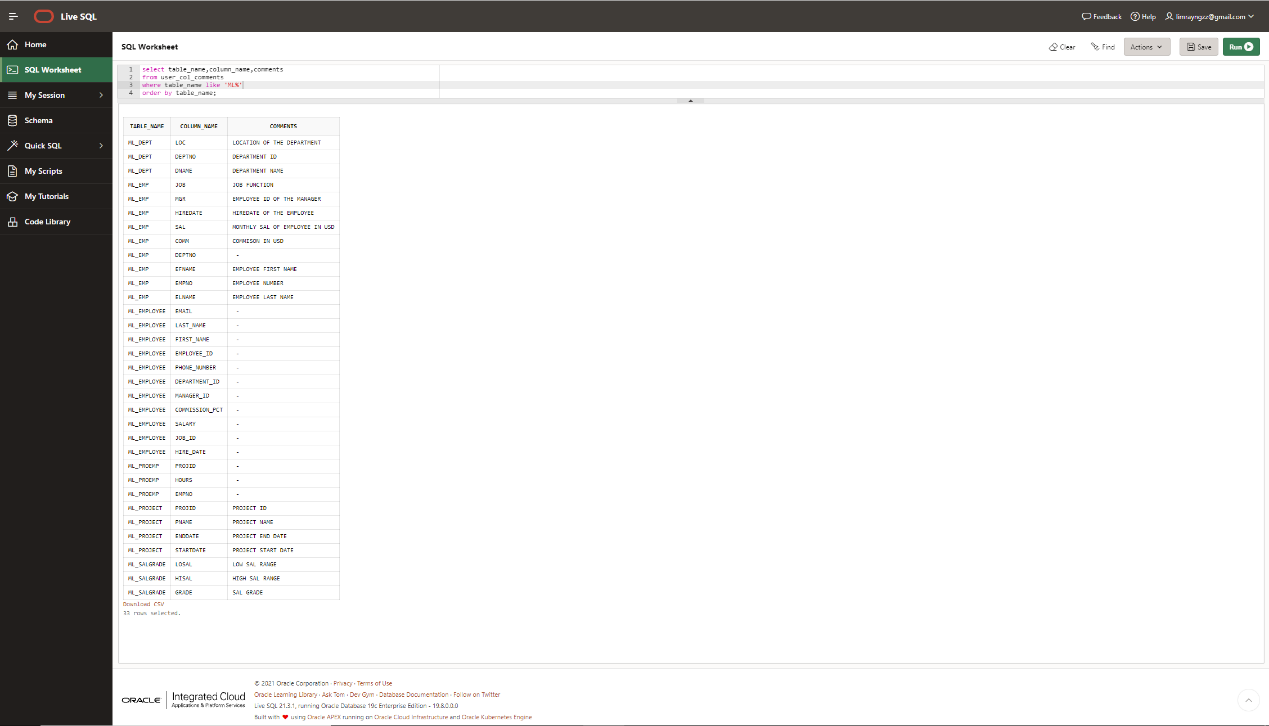 Live SQL
Feedback Help limrayngzz@gmail.com
Home
SQL Worksheet
My Session
Schema
Quick SQL
My Scripts
My Tutorials
Code Library
SQL Worksheet
Clear Find Actions Save Run
1 select table_name,column_name,comments
2 from user_col_comments
3 where table_name like 'ML%'
4 order by table_name;
TABLE_NAME COLUMN_NAME COMMENTS
ML_DEPT LOC LOCATION OF THE DEPARTMENT
ML_DEPT DEPTNO DEPARTMENT ID
ML_DEPT DNAME DEPARTMENT NAME
ML_EMP JOB JOB FUNCTION
ML_EMP MGR EMPLOYEE ID OF THE MANAGER
ML_EMP HIREDATE HIREDATE OF THE EMPLOYEE
ML_EMP SAL MONTHLY SAL OF EMPLOYEE IN USD
ML_EMP COMM COMMISON IN USD
ML_EMP DEPTNO -
ML_EMP EFNAME EMPLOYEE FIRST NAME
ML_EMP EMPNO EMPLOYEE NUMBER
ML_EMP ELNAME EMPLOYEE LAST NAME
ML_EMPLOYEE EMAIL -
ML_EMPLOYEE LAST_NAME -
ML_EMPLOYEE FIRST_NAME -
ML_EMPLOYEE EMPLOYEE_ID -
ML_EMPLOYEE PHONE_NUMBER -
ML_EMPLOYEE DEPARTMENT_ID -
ML_EMPLOYEE MANAGER_ID -
ML_EMPLOYEE COMMISSION_PCT -
ML_EMPLOYEE SALARY -
ML_EMPLOYEE JOB_ID -
ML_EMPLOYEE HIRE_DATE -
ML_PROEMP PROJID -
ML_PROEMP HOURS -
ML_PROEMP EMPNO -
ML_PROJECT PROJID PROJECT ID
ML_PROJECT PNAME PROJECT NAME
ML_PROJECT ENDDATE PROJECT END DATE
ML_PROJECT STARTDATE PROJECT START DATE
ML_SALGRADE LOSAL LOW SAL RANGE
ML_SALGRADE HISAL HIGH SAL RANGE
ML_SALGRADE GRADE SAL GRADE
Download CSV
33 rows selected.
ORACLE Integrated Cloud
Applications & Platform Services
© 2021 Oracle Corporation · Privacy · Terms of Use
Oracle Learning Library · Ask Tom · Dev Gym · Database Documentation · Follow on Twitter
Live SQL 21.3.1, running Oracle Database 19c Enterprise Edition - 19.8.0.0.0
Built with ❤ using Oracle APEX running on Oracle Cloud Infrastructure and Oracle Kubernetes Engine